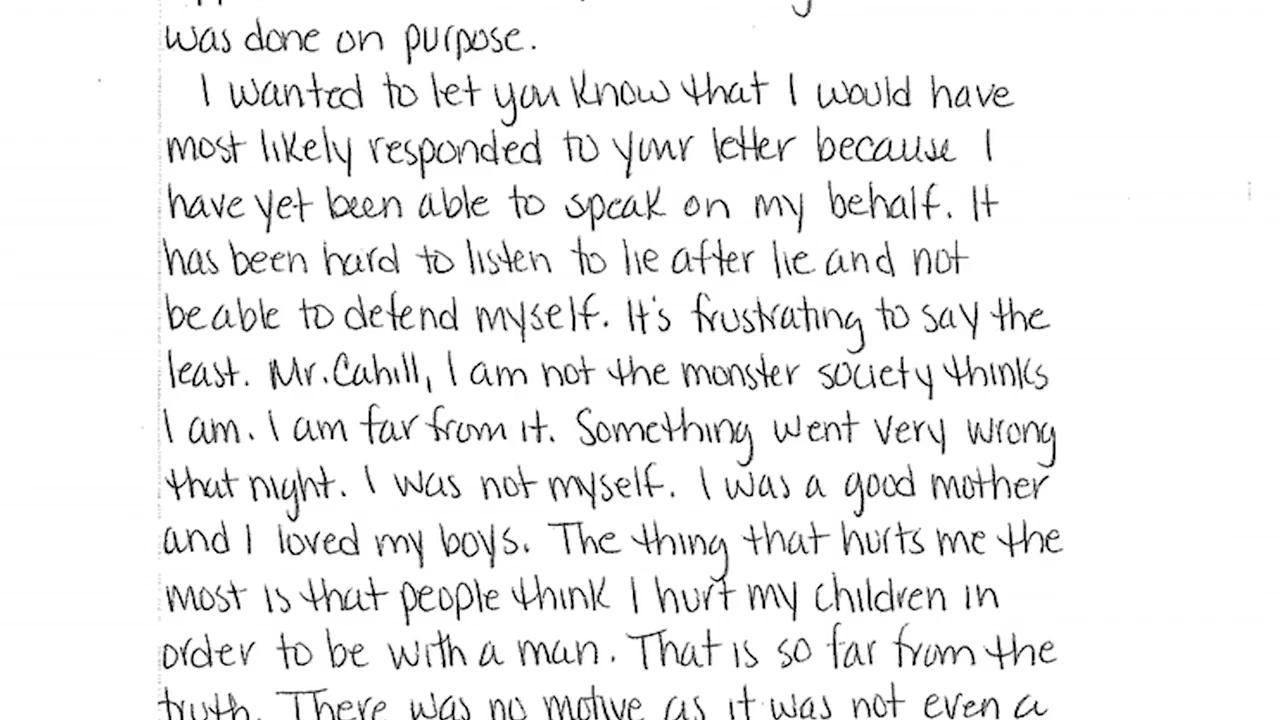 was done on purpose.
I wanted to let you know that I would have
most likely responded to your letter because I
have yet been able to speak on my behalf. It
has been hard to listen to lie after lie and not
be able to defend myself. It's frustrating to say the
least. Mr. Cahill, I am not the monster society thinks
I am. I am far from it. Something went very wrong
that night. I was not myself. I was a good mother
and I loved my boys. The thing that hurts me the
most is that people think I hurt my children in
order to be with a man. That is so far from the
truth. There was no motive as it was not even a